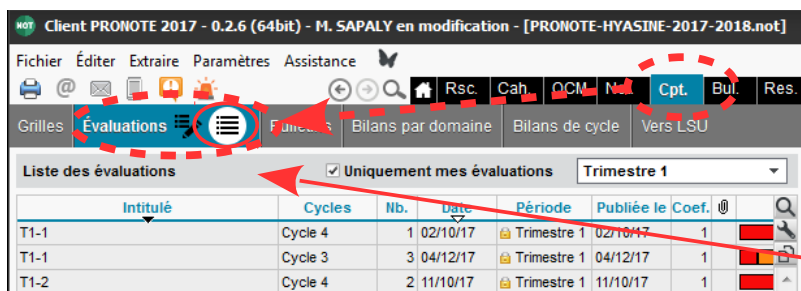 NOT Client PRONOTE 2017 - 0.2.6 (64bit) - M. SAPALY en modification - [PRONOTE-HYASINE-2017-2018.not]
Fichier Éditer Extraire Paramètres Assistance
@ Rsc. Cah. QCM Cpt. Bul. Res.
Grilles Évaluations Bilans par domaine Bilans de cycle Vers LSU
Liste des évaluations Uniquement mes évaluations Trimestre 1
Intitulé Cycles Nb. Date Période Publiée le Coef.
T1-1 Cycle 4 1 02/10/17 Trimestre 1 02/10/17 1
T1-1 Cycle 3 3 04/12/17 Trimestre 1 04/12/17 1
T1-2 Cycle 4 2 11/10/17 Trimestre 1 11/10/17 1